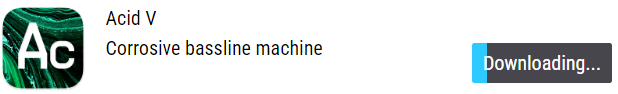 Ac
Acid V
Corrosive bassline machine
Downloading...